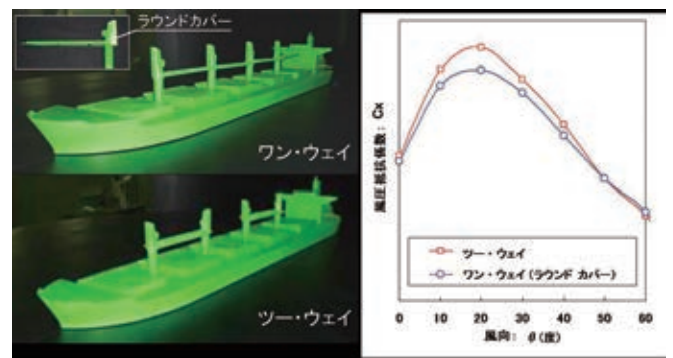 ラウンドカバー
ワン・ウェイ
ツー・ウェイ
風圧抵抗係数: Cx
ツー・ウェイ
ワン・ウェイ (ラウンド カバー)
0 10 20 30 40 50 60
風向: φ(度)